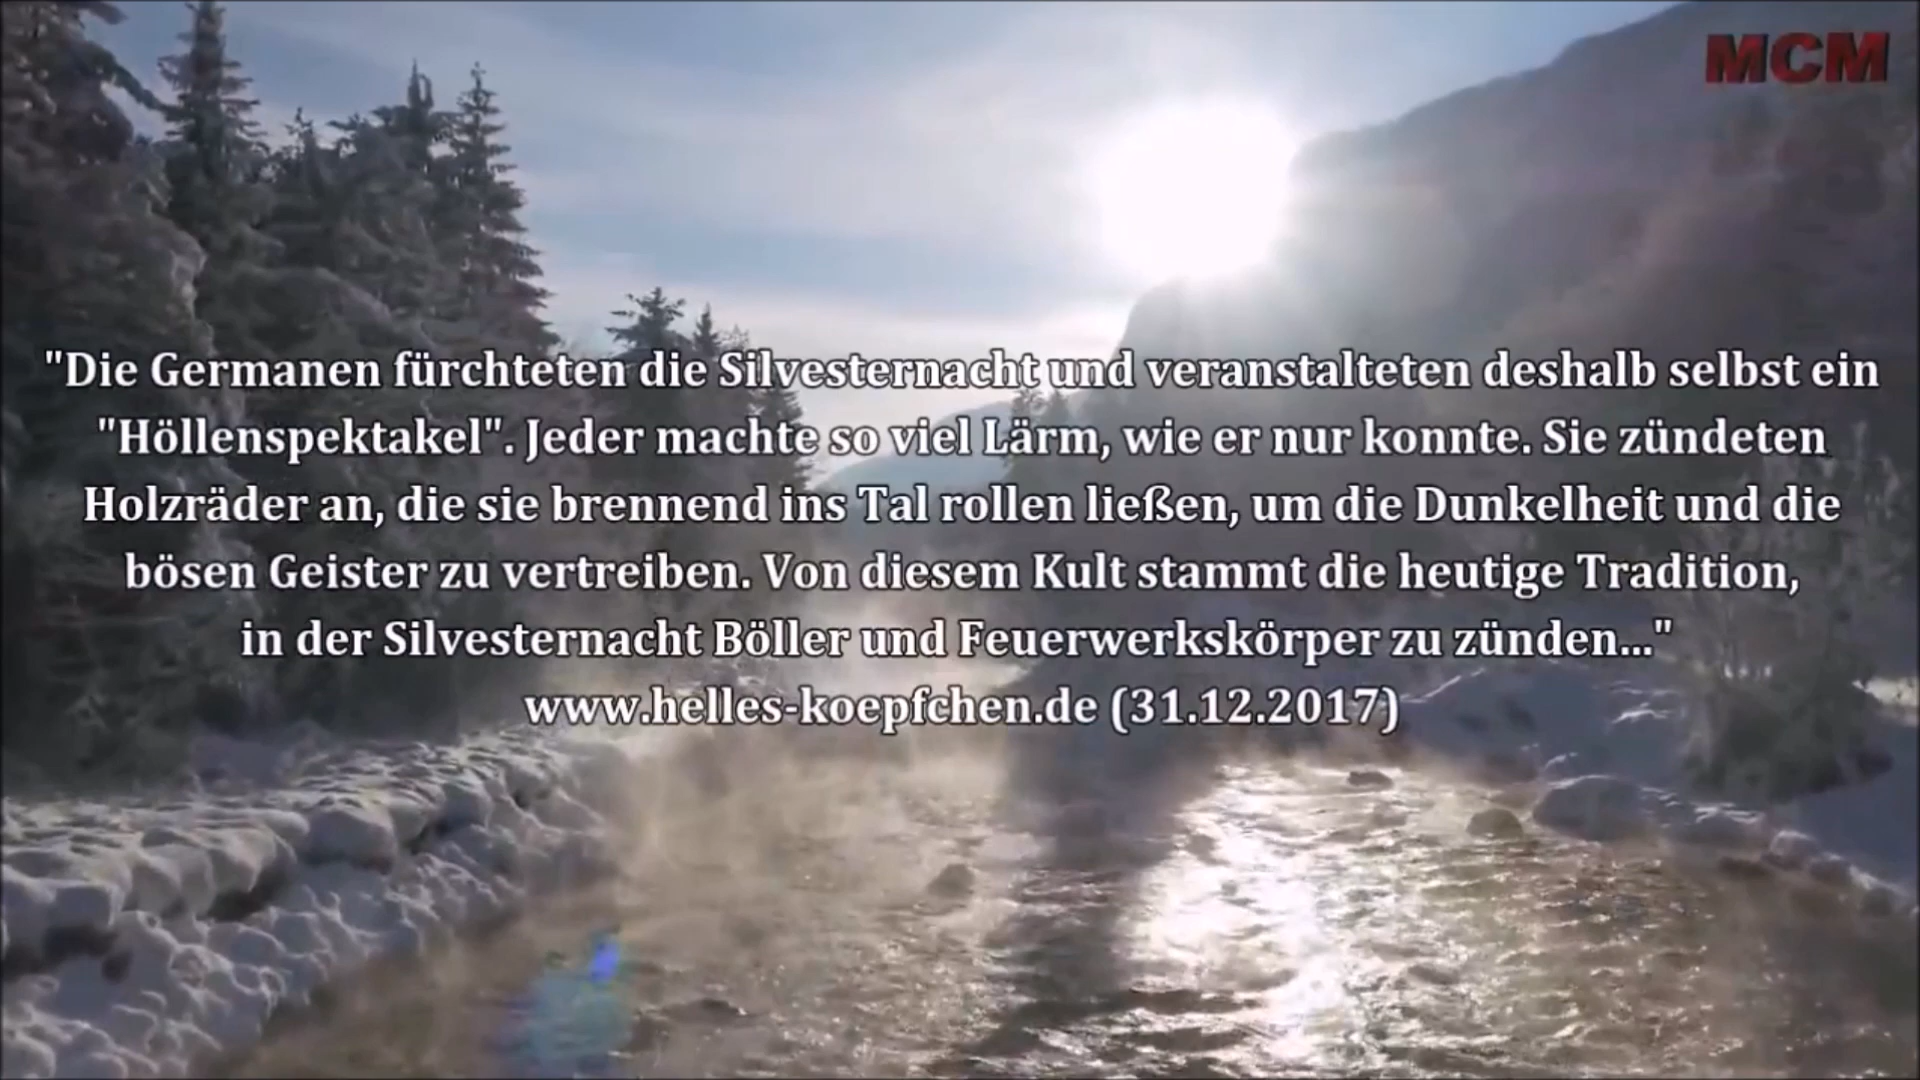 MCM
"Die Germanen fürchteten die Silvesternacht und veranstalteten deshalb selbst ein
"Höllenspektakel". Jeder machte so viel Lärm, wie er nur konnte. Sie zündeten
Holzräder an, die sie brennend ins Tal rollen ließen, um die Dunkelheit und die
bösen Geister zu vertreiben. Von diesem Kult stammt die heutige Tradition,
in der Silvesternacht Böller und Feuerwerkskörper zu zünden..."
www.helles-koepfchen.de (31.12.2017)